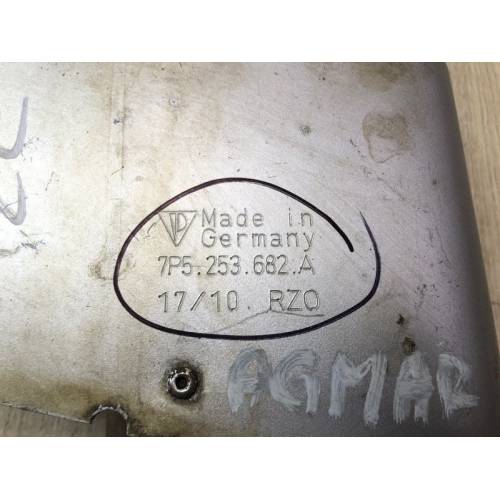 Made in
Germany
7P5.253.682.A
17/10. RZO
AGMAR